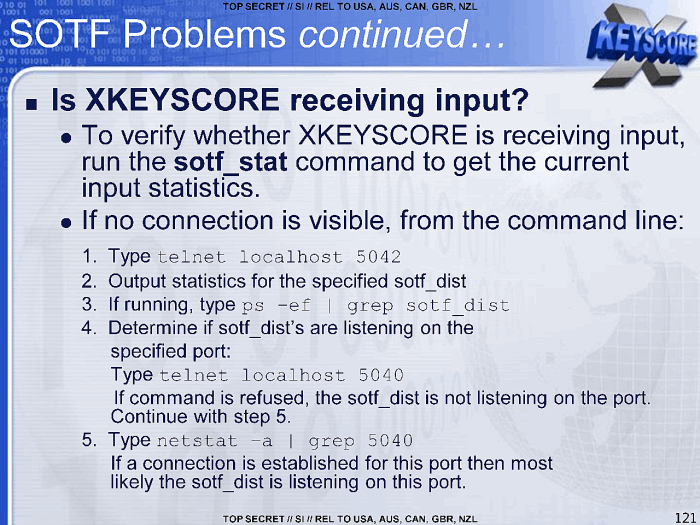 TOP SECRET // SI // REL TO USA, AUS, CAN, GBR, NZL
SOTF Problems continued…
XKEYSCORE
■ Is XKEYSCORE receiving input?
● To verify whether XKEYSCORE is receiving input,
run the sotf_stat command to get the current
input statistics.
● If no connection is visible, from the command line:
1. Type telnet localhost 5042
2. Output statistics for the specified sotf_dist
3. If running, type ps –ef | grep sotf_dist
4. Determine if sotf_dist's are listening on the
specified port:
Type telnet localhost 5040
If command is refused, the sotf_dist is not listening on the port.
Continue with step 5.
5. Type netstat –a | grep 5040
If a connection is established for this port then most
likely the sotf_dist is listening on this port.
TOP SECRET // SI // REL TO USA, AUS, CAN, GBR, NZL
121